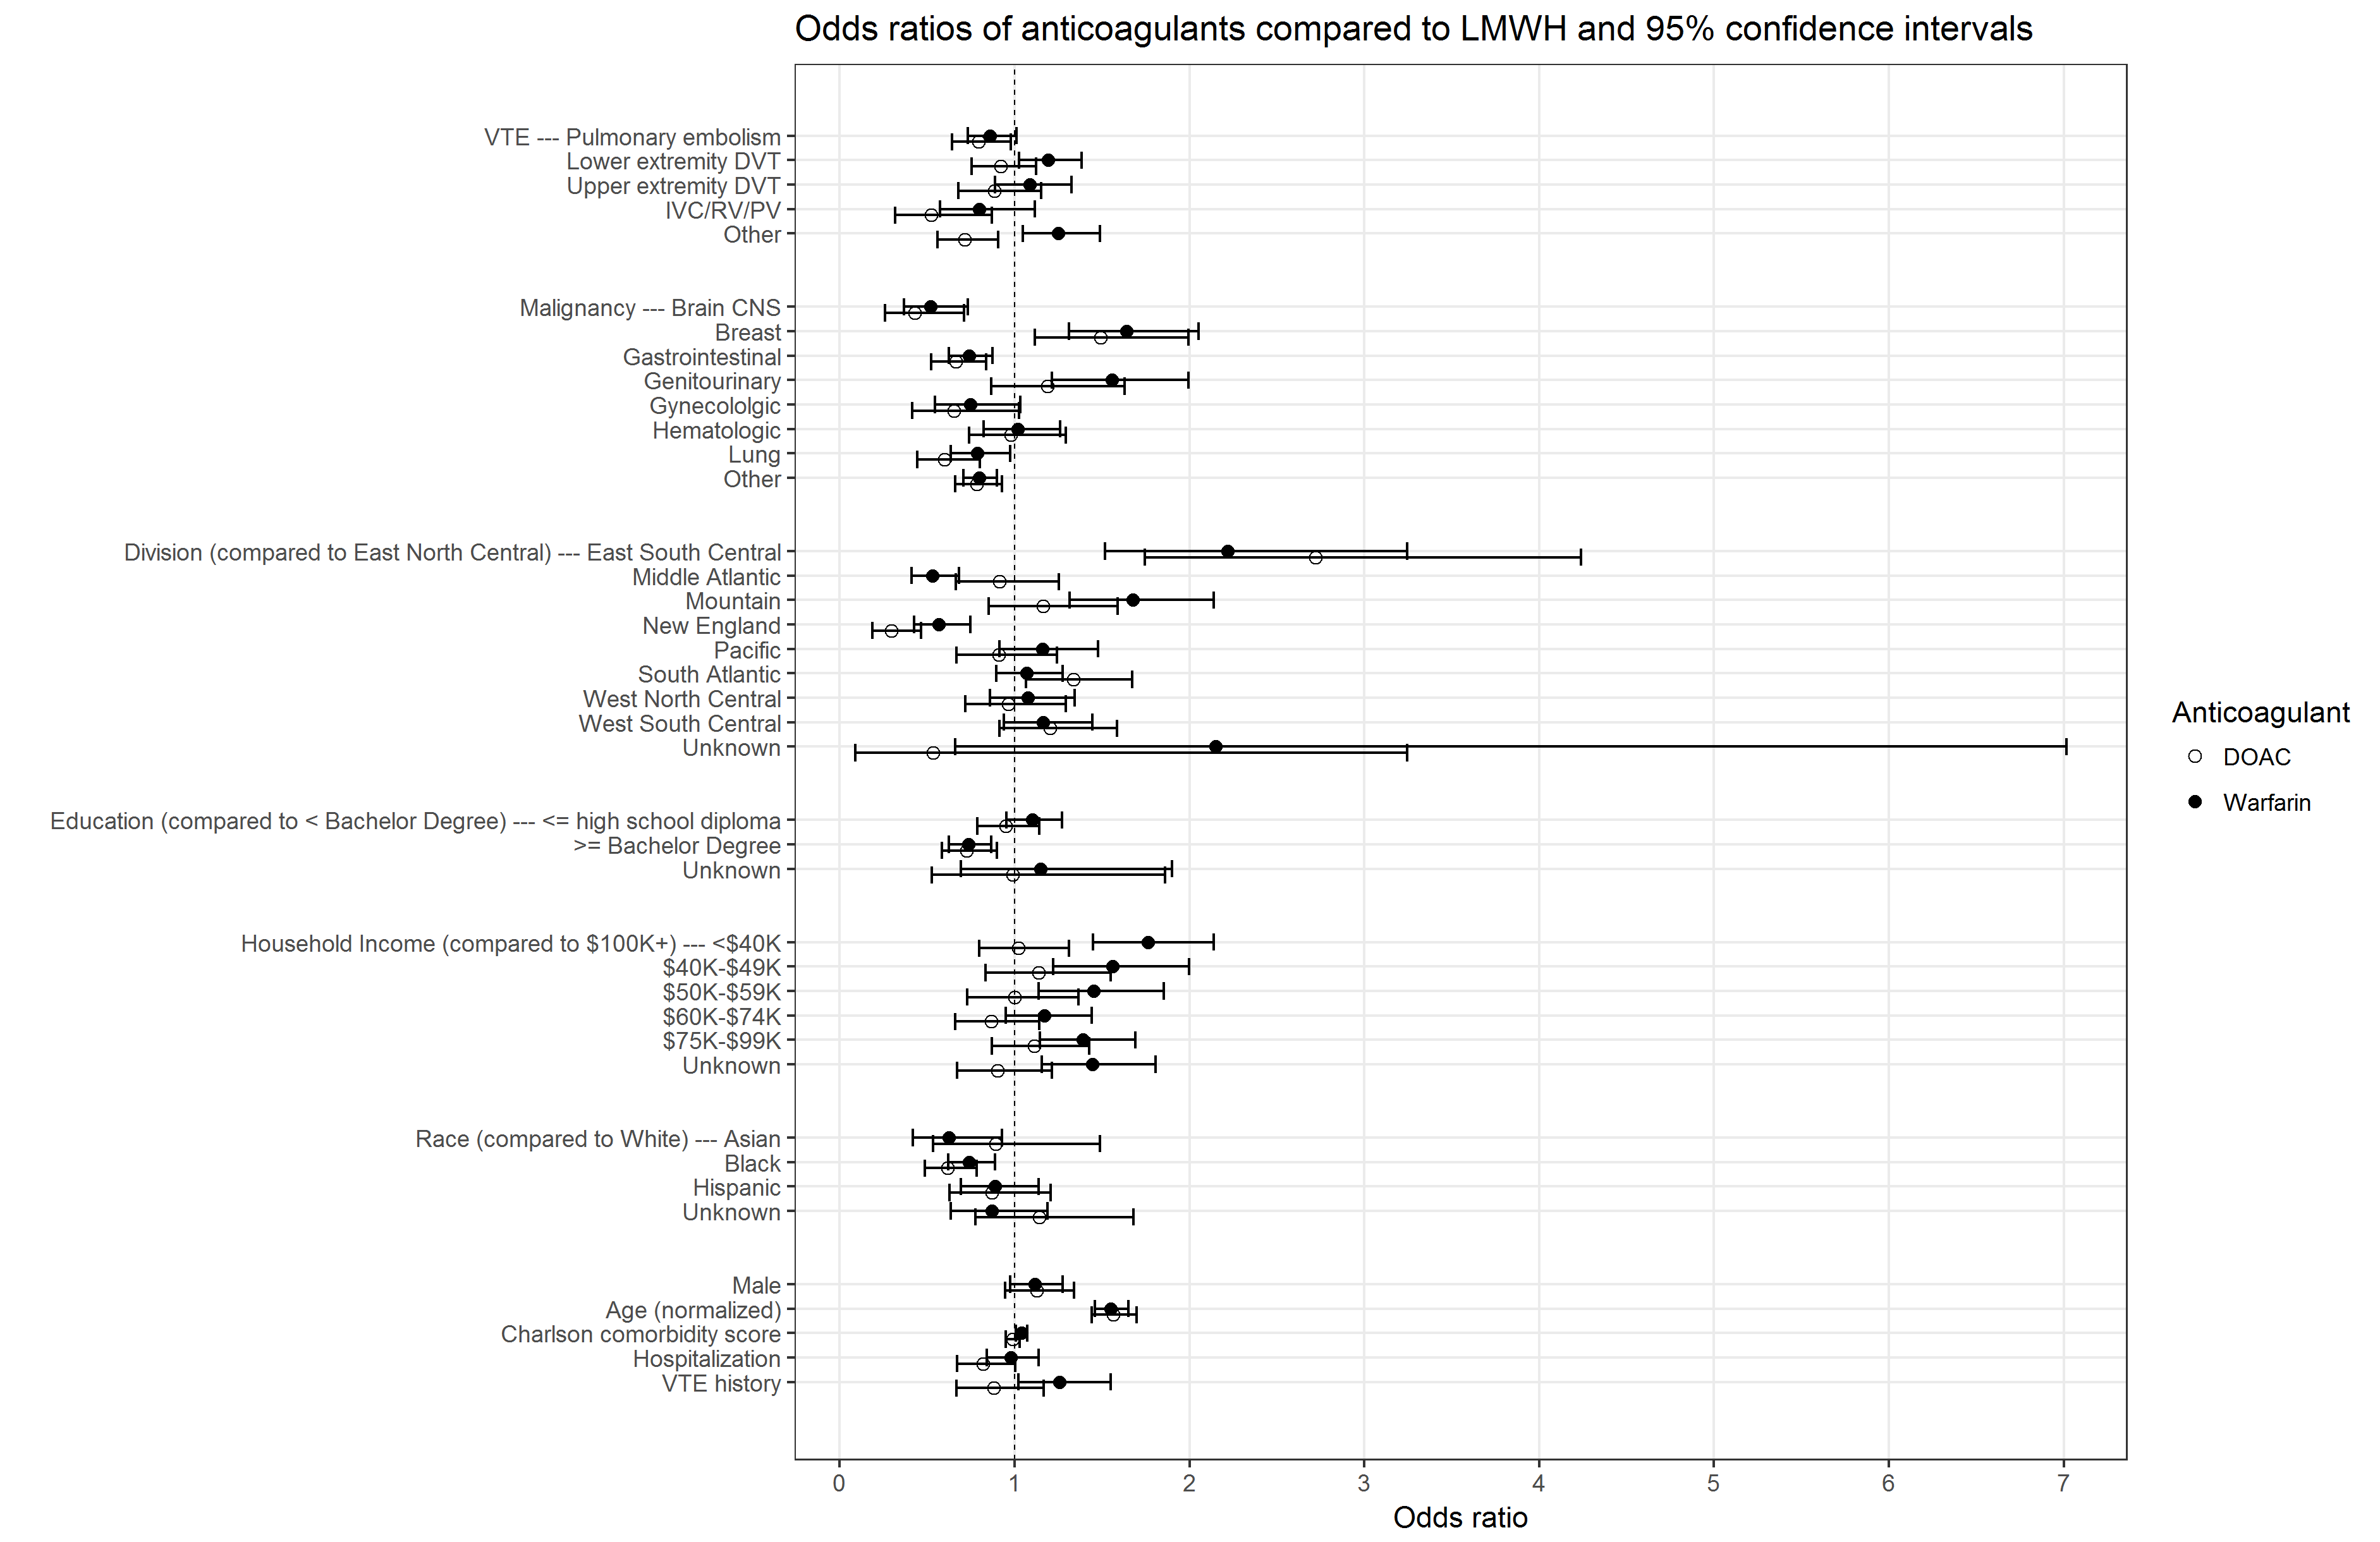 Odds ratios of anticoagulants compared to LMWH and 95% confidence intervals
VTE --- Pulmonary embolism
Lower extremity DVT
Upper extremity DVT
IVC/RV/PV
Other
Malignancy --- Brain CNS
Breast
Gastrointestinal
Genitourinary
Gynecololgic
Hematologic
Lung
Other
Division (compared to East North Central) --- East South Central
Middle Atlantic
Mountain
New England
Pacific
South Atlantic
West North Central
West South Central
Unknown
Education (compared to < Bachelor Degree) --- <= high school diploma
>= Bachelor Degree
Unknown
Household Income (compared to $100K+) --- <$40K
$40K-$49K
$50K-$59K
$60K-$74K
$75K-$99K
Unknown
Race (compared to White) --- Asian
Black
Hispanic
Unknown
Male
Age (normalized)
Charlson comorbidity score
Hospitalization
VTE history
0 1 2 3 4 5 6 7
Odds ratio
Anticoagulant
DOAC
Warfarin